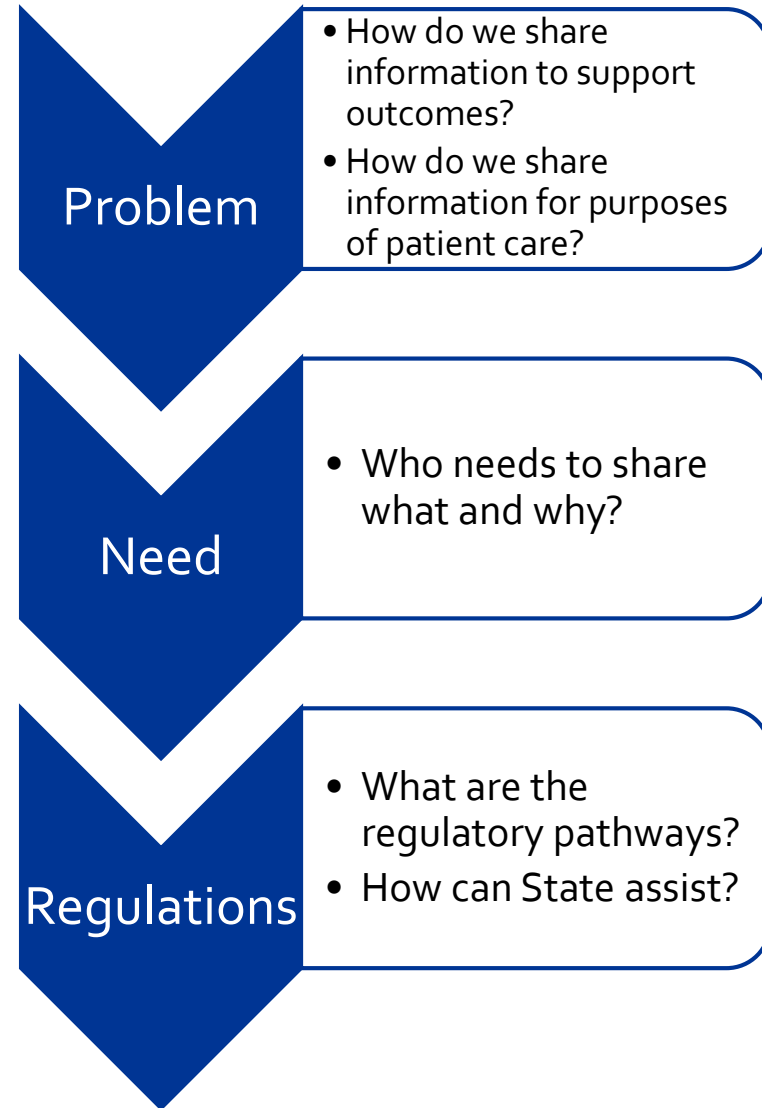 Problem
• How do we share
information to support
outcomes?
• How do we share
information for purposes
of patient care?
Need
• Who needs to share
what and why?
Regulations
• What are the
regulatory pathways?
• How can State assist?